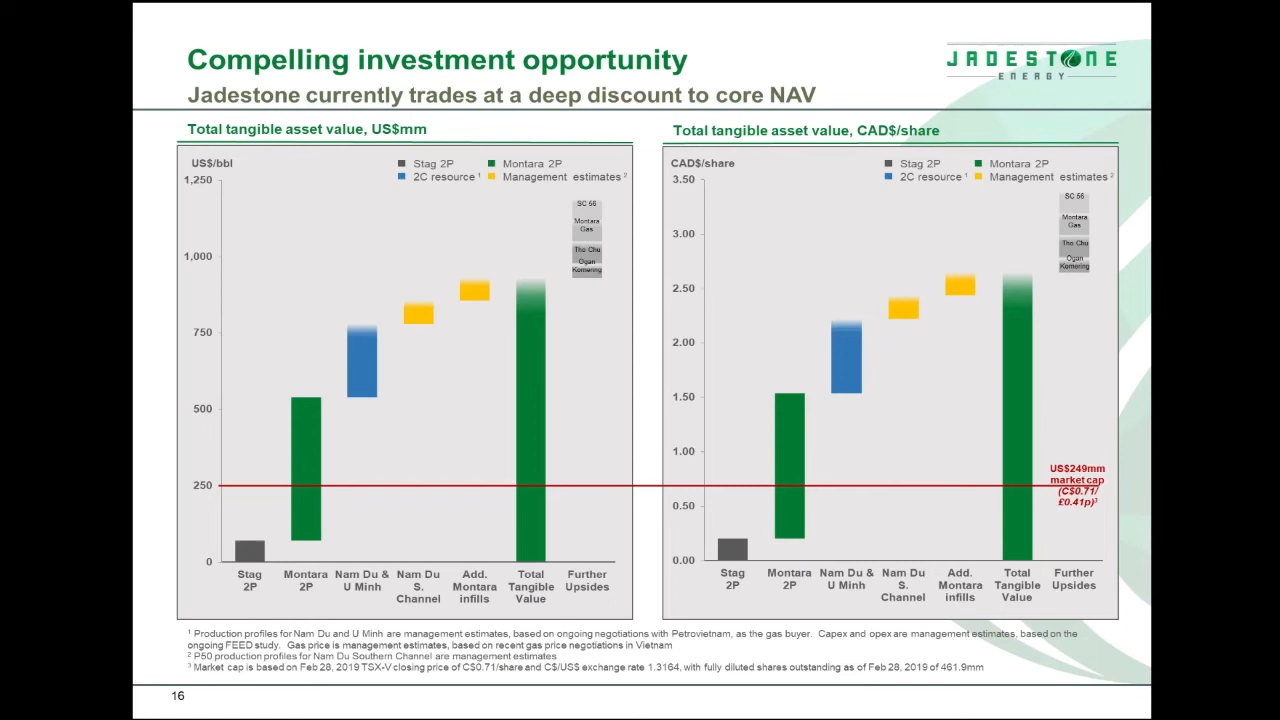 Compelling investment opportunity
Jadestone currently trades at a deep discount to core NAV
JADESTONE
ENERGY
Total tangible asset value, US$mm
US$/bbl
Stag 2P
Montara 2P
2C resource 1
Management estimates 2
1,250
1,000
750
500
250
0
SC 56
Montara
Gas
Tho Chu
Ogan
Komering
Stag
2P
Montara
2P
Nam Du &
U Minh
Nam Du
S.
Channel
Add.
Montara
infills
Total
Tangible
Value
Further
Upsides
Total tangible asset value, CAD$/share
CAD$/share
Stag 2P
Montara 2P
2C resource 1
Management estimates 2
3.50
3.00
2.50
2.00
1.50
1.00
0.50
0.00
SC 56
Montara
Gas
Tho Chu
Ogan
Komering
US$249mm
market cap
(C$0.71/
£0.41p)3
Stag
2P
Montara
2P
Nam Du &
U Minh
Nam Du
S.
Channel
Add.
Montara
infills
Total
Tangible
Value
Further
Upsides
1 Production profiles for Nam Du and U Minh are management estimates, based on ongoing negotiations with Petrovietnam, as the gas buyer. Capex and opex are management estimates, based on the
ongoing FEED study. Gas price is management estimates, based on recent gas price negotiations in Vietnam
2 P50 production profiles for Nam Du Southern Channel are management estimates
3 Market cap is based on Feb 28, 2019 TSX-V closing price of C$0.71/share and C$/US$ exchange rate 1.3164, with fully diluted shares outstanding as of Feb 28, 2019 of 461.9mm
16